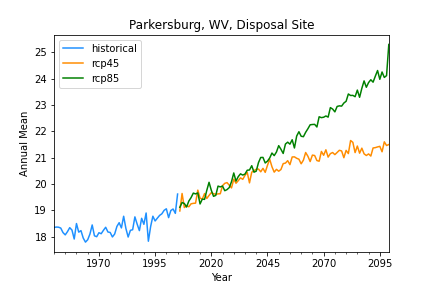 Parkersburg, WV, Disposal Site
historical
rcp45
rcp85
Annual Mean
25
24
23
22
21
20
19
18
1970
1995
2020
2045
2070
2095
Year